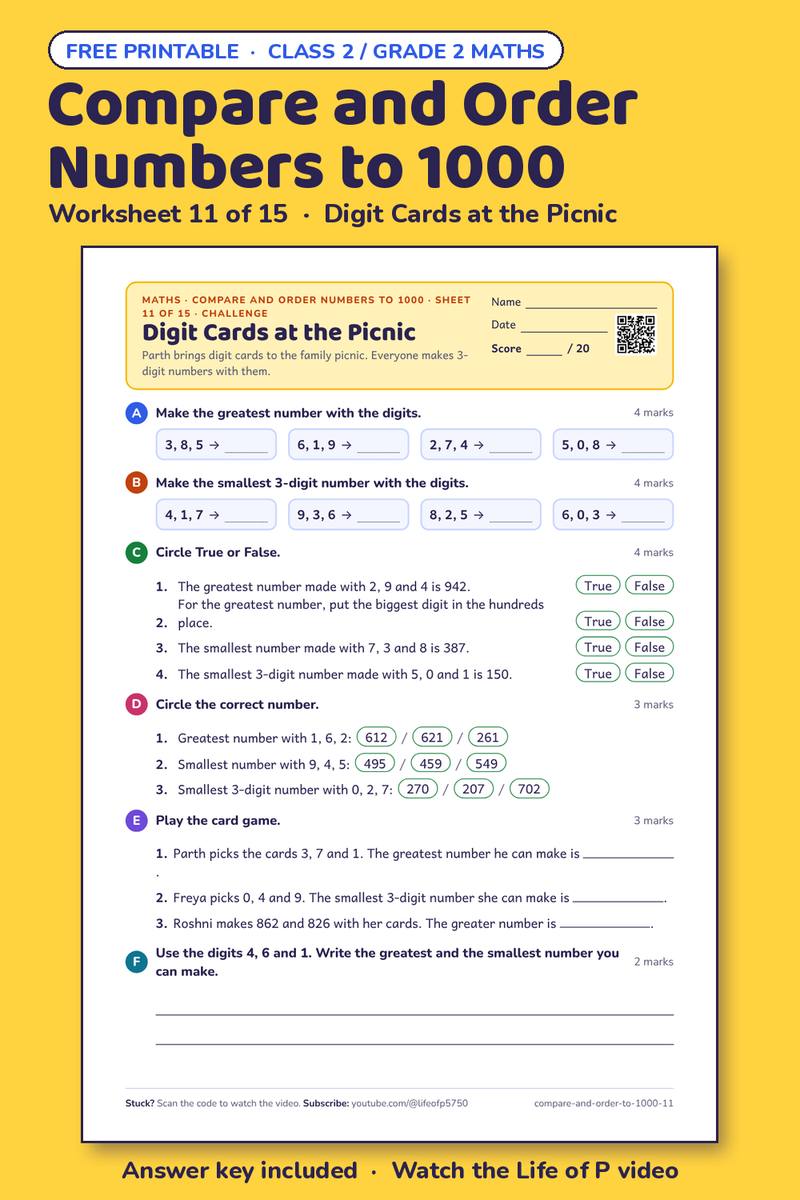 FREE PRINTABLE · CLASS 2 / GRADE 2 MATHS
Compare and Order
Numbers to 1000
Worksheet 11 of 15 · Digit Cards at the Picnic
MATHS · COMPARE AND ORDER NUMBERS TO 1000 · SHEET
11 OF 15 · CHALLENGE
Digit Cards at the Picnic
Parth brings digit cards to the family picnic. Everyone makes 3-
digit numbers with them.
Name ______
Date ______
Score ______ / 20
A Make the greatest number with the digits. 4 marks
3, 8, 5 → ______ 6, 1, 9 → ______ 2, 7, 4 → ______ 5, 0, 8 → ______
B Make the smallest 3-digit number with the digits. 4 marks
4, 1, 7 → ______ 9, 3, 6 → ______ 8, 2, 5 → ______ 6, 0, 3 → ______
C Circle True or False. 4 marks
1. The greatest number made with 2, 9 and 4 is 942. True False
For the greatest number, put the biggest digit in the hundreds
2. place. True False
3. The smallest number made with 7, 3 and 8 is 387. True False
4. The smallest 3-digit number made with 5, 0 and 1 is 150. True False
D Circle the correct number. 3 marks
1. Greatest number with 1, 6, 2: 612 / 621 / 261
2. Smallest number with 9, 4, 5: 495 / 459 / 549
3. Smallest 3-digit number with 0, 2, 7: 270 / 207 / 702
E Play the card game. 3 marks
1. Parth picks the cards 3, 7 and 1. The greatest number he can make is ______
.
2. Freya picks 0, 4 and 9. The smallest 3-digit number she can make is ______.
3. Roshni makes 862 and 826 with her cards. The greater number is ______.
F Use the digits 4, 6 and 1. Write the greatest and the smallest number you
can make. 2 marks
Stuck? Scan the code to watch the video. Subscribe: youtube.com/@lifeofp5750
compare-and-order-to-1000-11
Answer key included · Watch the Life of P video